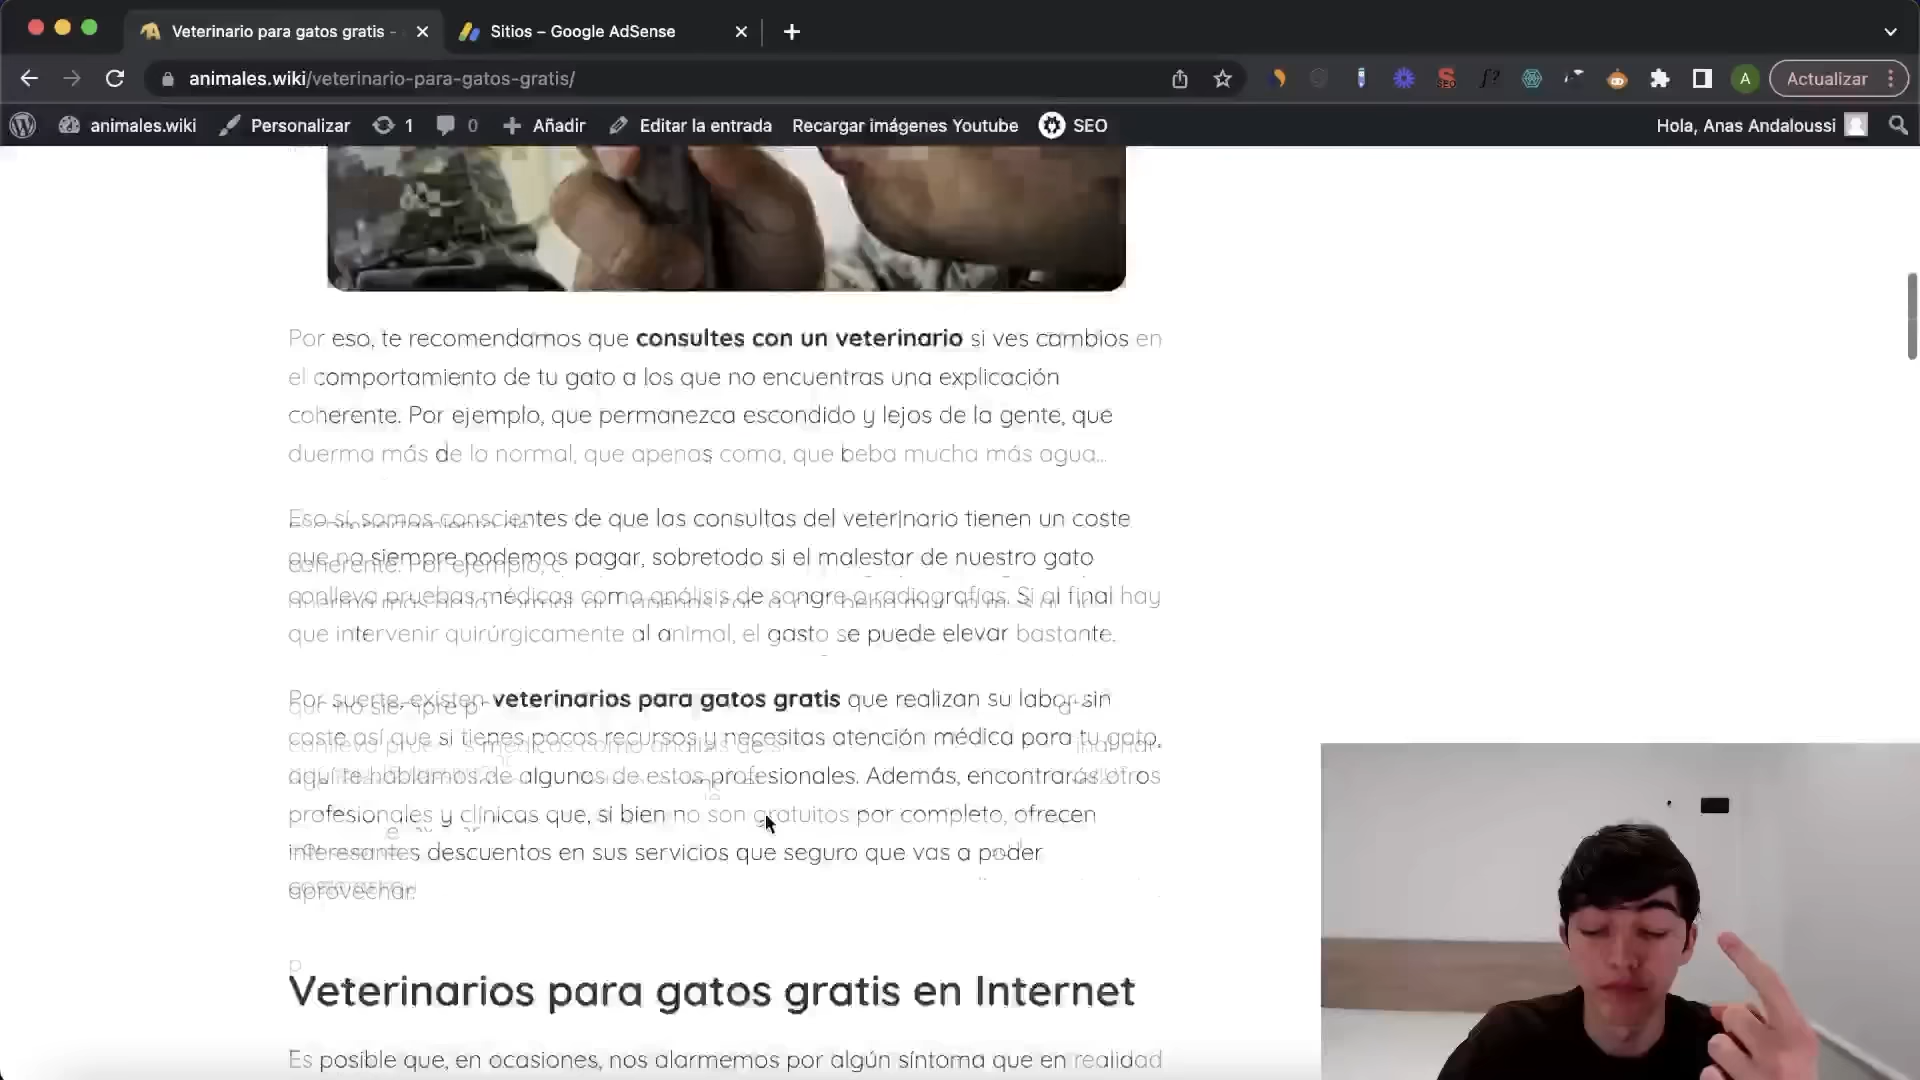 Veterinario para gatos gratis -
Sitios – Google AdSense
animales.wiki/veterinario-para-gatos-gratis/
SEO
f?
A
Actualizar
animales.wiki
Personalizar
1
0
Añadir
Editar la entrada
Recargar imágenes Youtube
SEO
Hola, Anas Andaloussi
Por eso, te recomendamos que consultes con un veterinario si ves cambios en
el comportamiento de tu gato a los que no encuentras una explicación
coherente. Por ejemplo, que permanezca escondido y lejos de la gente, que
duerma más de lo normal, que apenas coma, que beba mucha más agua...
Eso sí, somos conscientes de que las consultas del veterinario tienen un coste
que no siempre podemos pagar, sobretodo si el malestar de nuestro gato
conlleva pruebas médicas como análisis de sangre o radiografías. Si al final hay
que intervenir quirúrgicamente al animal, el gasto se puede elevar bastante.
Por suerte, existen veterinarios para gatos gratis que realizan su labor sin
coste así que si tienes pocos recursos y necesitas atención médica para tu gato,
aquí te hablamos de algunos de estos profesionales. Además, encontrarás otros
profesionales y clínicas que, si bien no son gratuitos por completo, ofrecen
interesantes descuentos en sus servicios que seguro que vas a poder
aprovechar.
Veterinarios para gatos gratis en Internet
Es posible que, en ocasiones, nos alarmemos por algún síntoma que en realidad